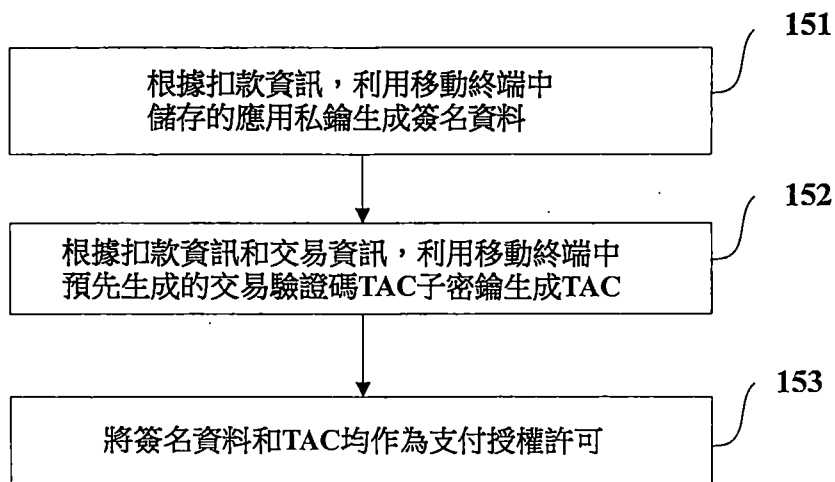 151
根據扣款資訊，利用移動終端中
儲存的應用私鑰生成簽名資料
152
根據扣款資訊和交易資訊，利用移動終端中
預先生成的交易驗證碼TAC子密鑰生成TAC
153
將簽名資料和TAC均作為支付授權許可